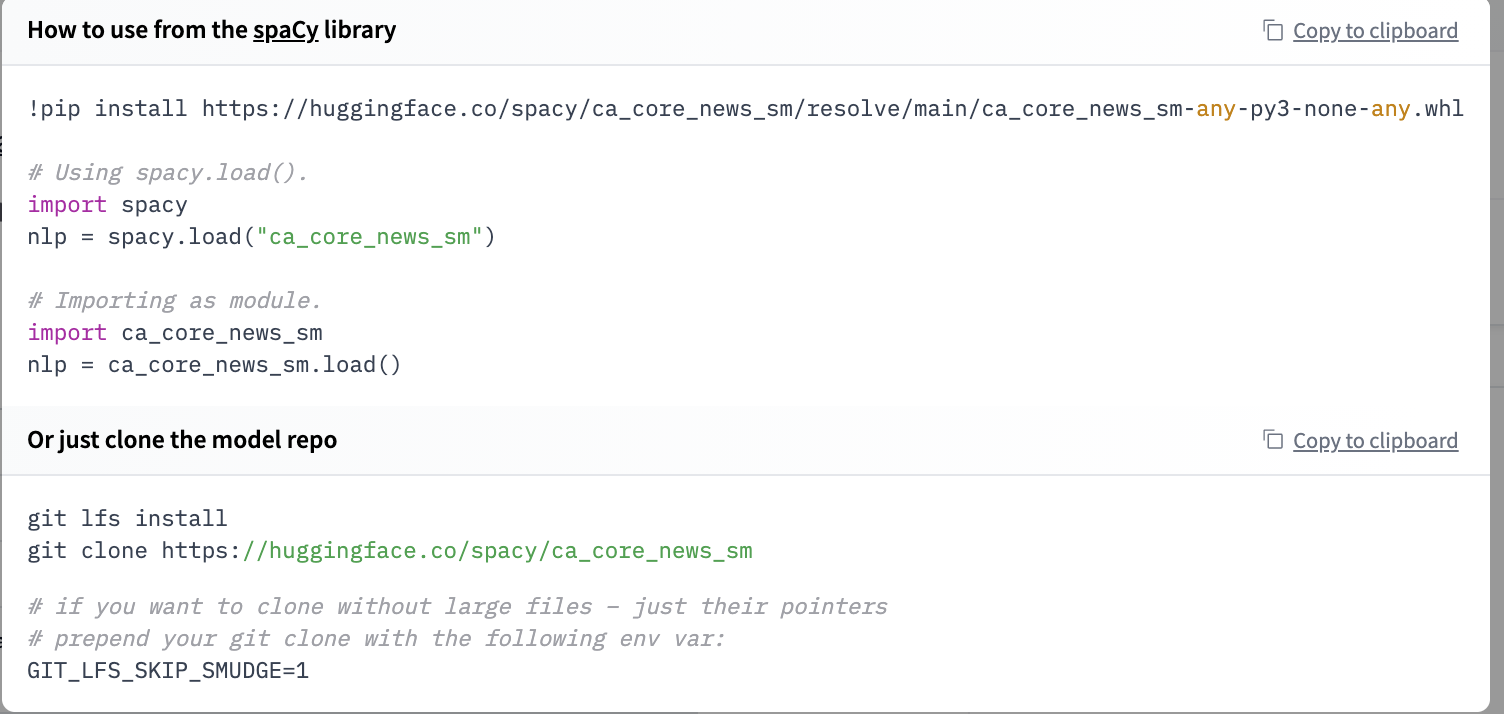 How to use from the spaCy library
Copy to clipboard
!pip install https://huggingface.co/spacy/ca_core_news_sm/resolve/main/ca_core_news_sm-any-py3-none-any.whl
# Using spacy.load().
import spacy
nlp = spacy.load("ca_core_news_sm")
# Importing as module.
import ca_core_news_sm
nlp = ca_core_news_sm.load()
Or just clone the model repo
Copy to clipboard
git lfs install
git clone https://huggingface.co/spacy/ca_core_news_sm
# if you want to clone without large files – just their pointers
# prepend your git clone with the following env var:
GIT_LFS_SKIP_SMUDGE=1